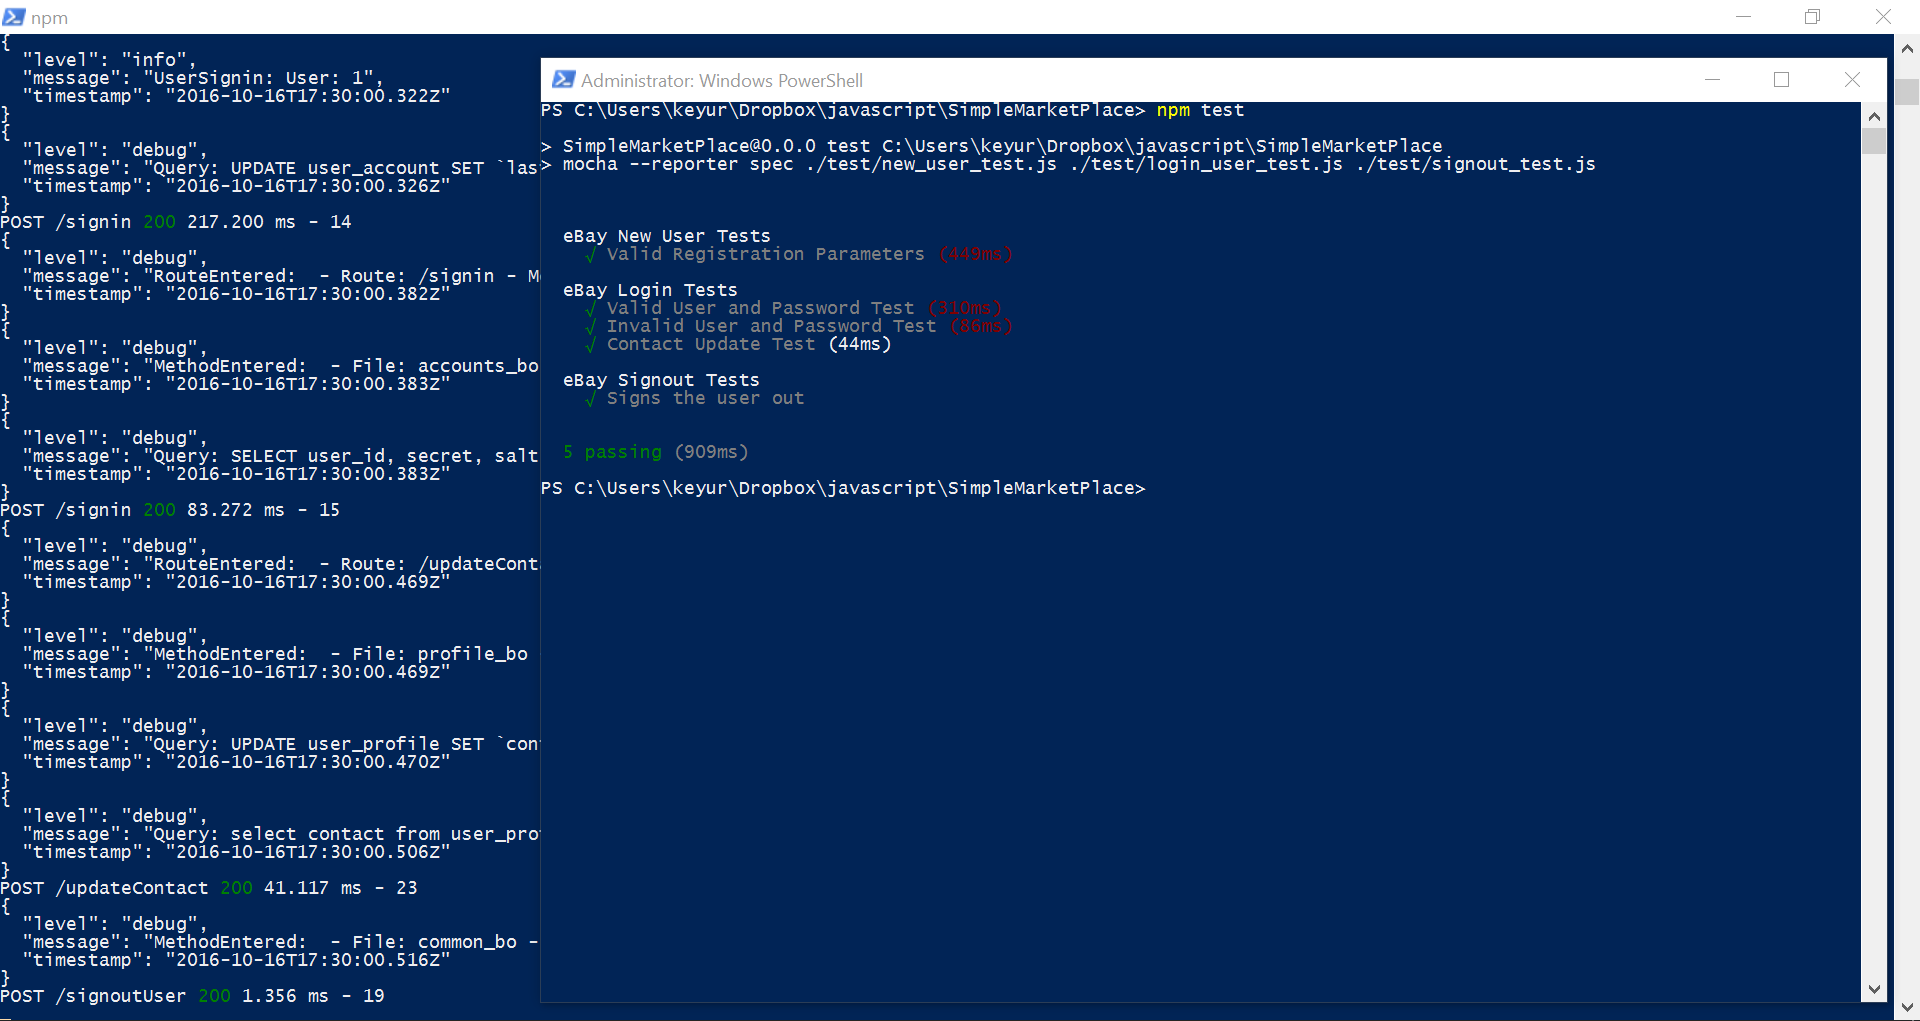 npm
{
  "level": "info",
  "message": "UserSignin: User: 1",
  "timestamp": "2016-10-16T17:30:00.322Z"
}
{
  "level": "debug",
  "message": "Query: UPDATE user_account SET `las
  "timestamp": "2016-10-16T17:30:00.326Z"
}
POST /signin 200 217.200 ms - 14
{
  "level": "debug",
  "message": "RouteEntered:  - Route: /signin - M
  "timestamp": "2016-10-16T17:30:00.382Z"
}
{
  "level": "debug",
  "message": "MethodEntered:  - File: accounts_bo
  "timestamp": "2016-10-16T17:30:00.383Z"
}
{
  "level": "debug",
  "message": "Query: SELECT user_id, secret, salt
  "timestamp": "2016-10-16T17:30:00.383Z"
}
POST /signin 200 83.272 ms - 15
{
  "level": "debug",
  "message": "RouteEntered:  - Route: /updateCont
  "timestamp": "2016-10-16T17:30:00.469Z"
}
{
  "level": "debug",
  "message": "MethodEntered:  - File: profile_bo
  "timestamp": "2016-10-16T17:30:00.469Z"
}
{
  "level": "debug",
  "message": "Query: UPDATE user_profile SET `con
  "timestamp": "2016-10-16T17:30:00.470Z"
}
{
  "level": "debug",
  "message": "Query: select contact from user_pro
  "timestamp": "2016-10-16T17:30:00.506Z"
}
POST /updateContact 200 41.117 ms - 23
{
  "level": "debug",
  "message": "MethodEntered:  - File: common_bo -
  "timestamp": "2016-10-16T17:30:00.516Z"
}
POST /signoutUser 200 1.356 ms - 19
Administrator: Windows PowerShell
PS C:\Users\keyur\Dropbox\javascript\SimpleMarketPlace> npm test
> SimpleMarketPlace@0.0.0 test C:\Users\keyur\Dropbox\javascript\SimpleMarketPlace
> mocha --reporter spec ./test/new_user_test.js ./test/login_user_test.js ./test/signout_test.js
  eBay New User Tests
    √ Valid Registration Parameters (449ms)
  eBay Login Tests
    √ Valid User and Password Test (310ms)
    √ Invalid User and Password Test (86ms)
    √ Contact Update Test (44ms)
  eBay Signout Tests
    √ Signs the user out
  5 passing (909ms)
PS C:\Users\keyur\Dropbox\javascript\SimpleMarketPlace>